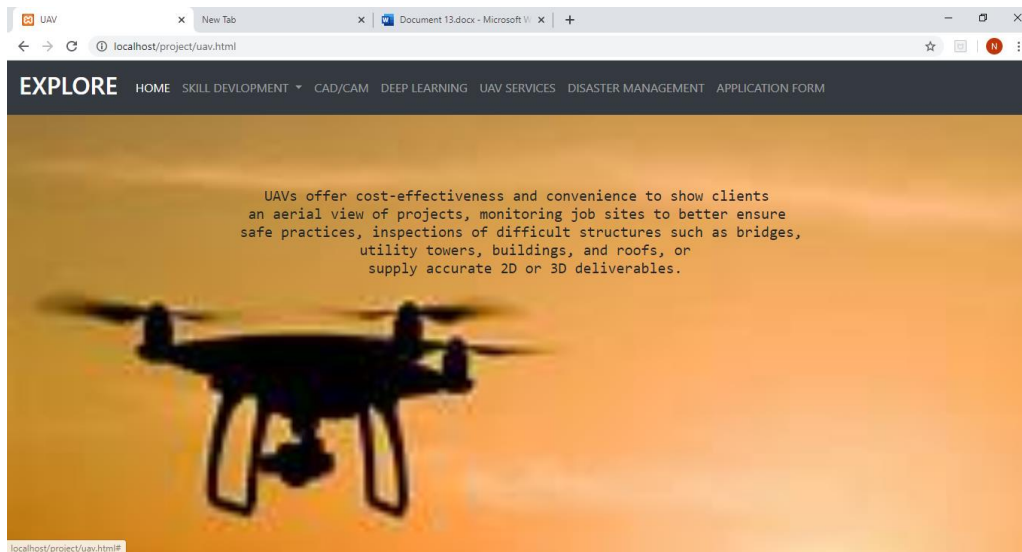 UAV
New Tab
Document 13.docx - Microsoft W
localhost/project/uav.html
N
EXPLORE HOME SKILL DEVLOPMENT CAD/CAM DEEP LEARNING UAV SERVICES DISASTER MANAGEMENT APPLICATION FORM
UAVs offer cost-effectiveness and convenience to show clients
an aerial view of projects, monitoring job sites to better ensure
safe practices, inspections of difficult structures such as bridges,
utility towers, buildings, and roofs, or
supply accurate 2D or 3D deliverables.
localhost/project/uav.html#